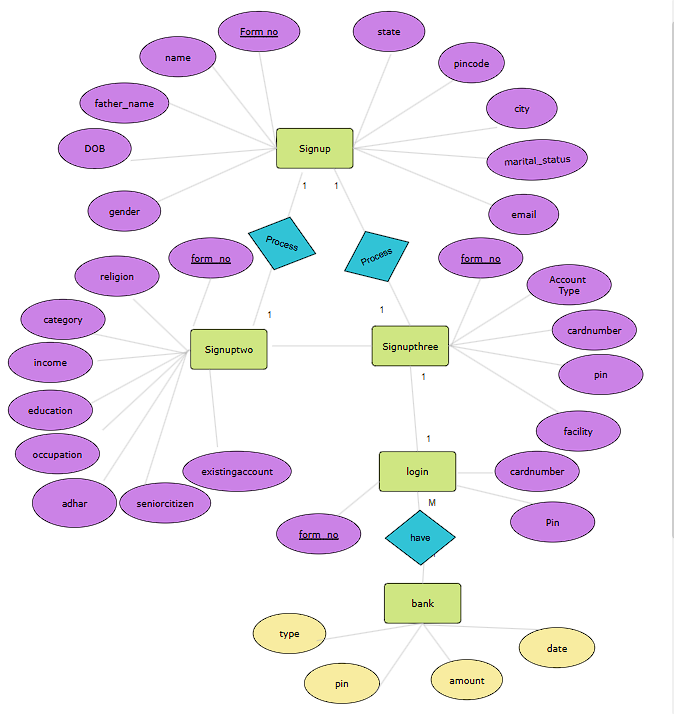 Form_no
state
name
pincode
father_name
city
DOB
Signup
marital_status
gender
1
1
email
Process
Process
form_no
form_no
religion
Account
Type
category
1
1
cardnumber
income
Signuptwo
Signupthree
pin
education
1
facility
occupation
1
existingaccount
login
cardnumber
adhar
seniorcitizen
M
Pin
form_no
have
bank
type
date
pin
amount